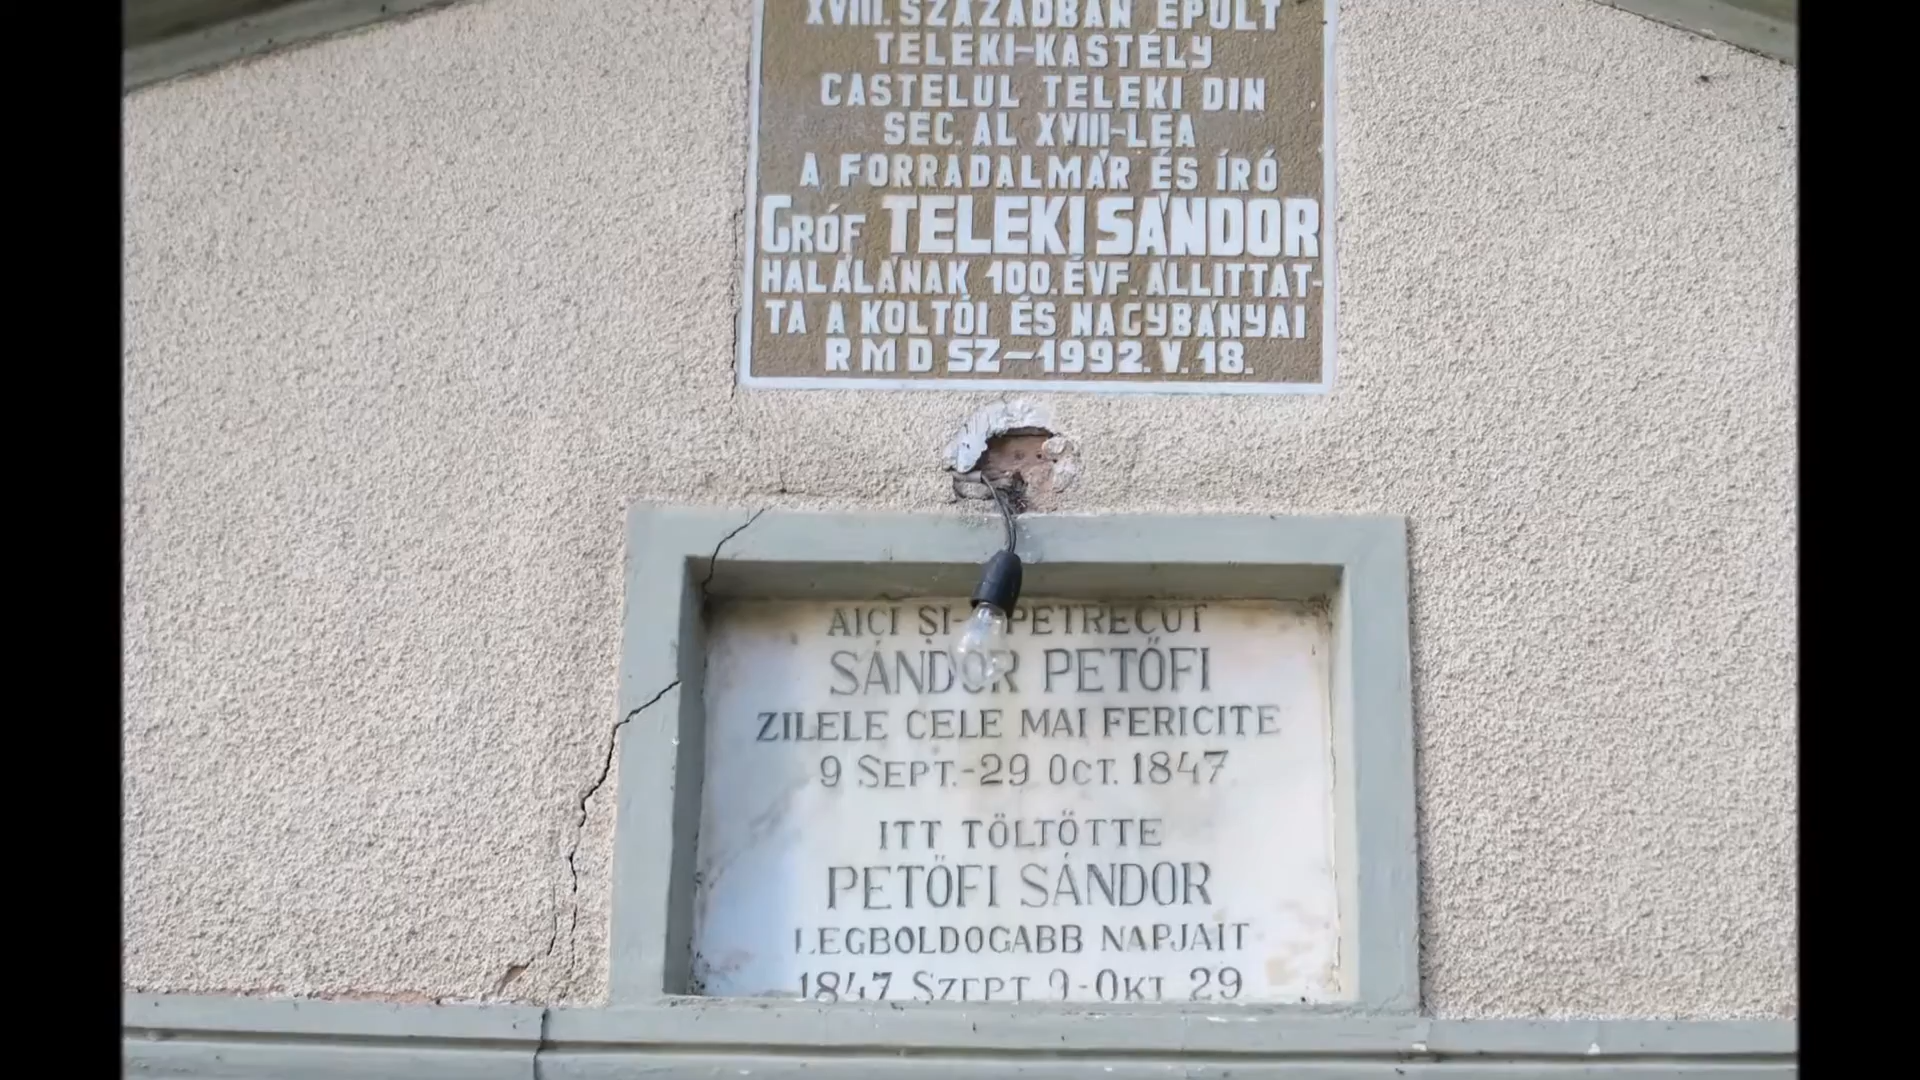 XVIII. SZÁZADBAN ÉPÜLT
TELEKI-KASTÉLY
CASTELUL TELEKI DIN
SEC. AL XVIII-LEA
A FORRADALMÁR ÉS ÍRÓ
GRÓF TELEKI SÁNDOR
HALÁLÁNAK 100. ÉVF. ÁLLITTAT-
TA A KOLTÓI ÉS NAGYBÁNYAI
RMDSZ-1992.V.18.
AICI ȘI- PETRECUT
SÁNDOR PETŐFI
ZILELE CELE MAI FERICITE
9 SEPT.-29 OCT. 1847
ITT TÖLTÖTTE
PETŐFI SÁNDOR
LEGBOLDOGABB NAPJAIT
1847 SZEPT 9-OKT 29